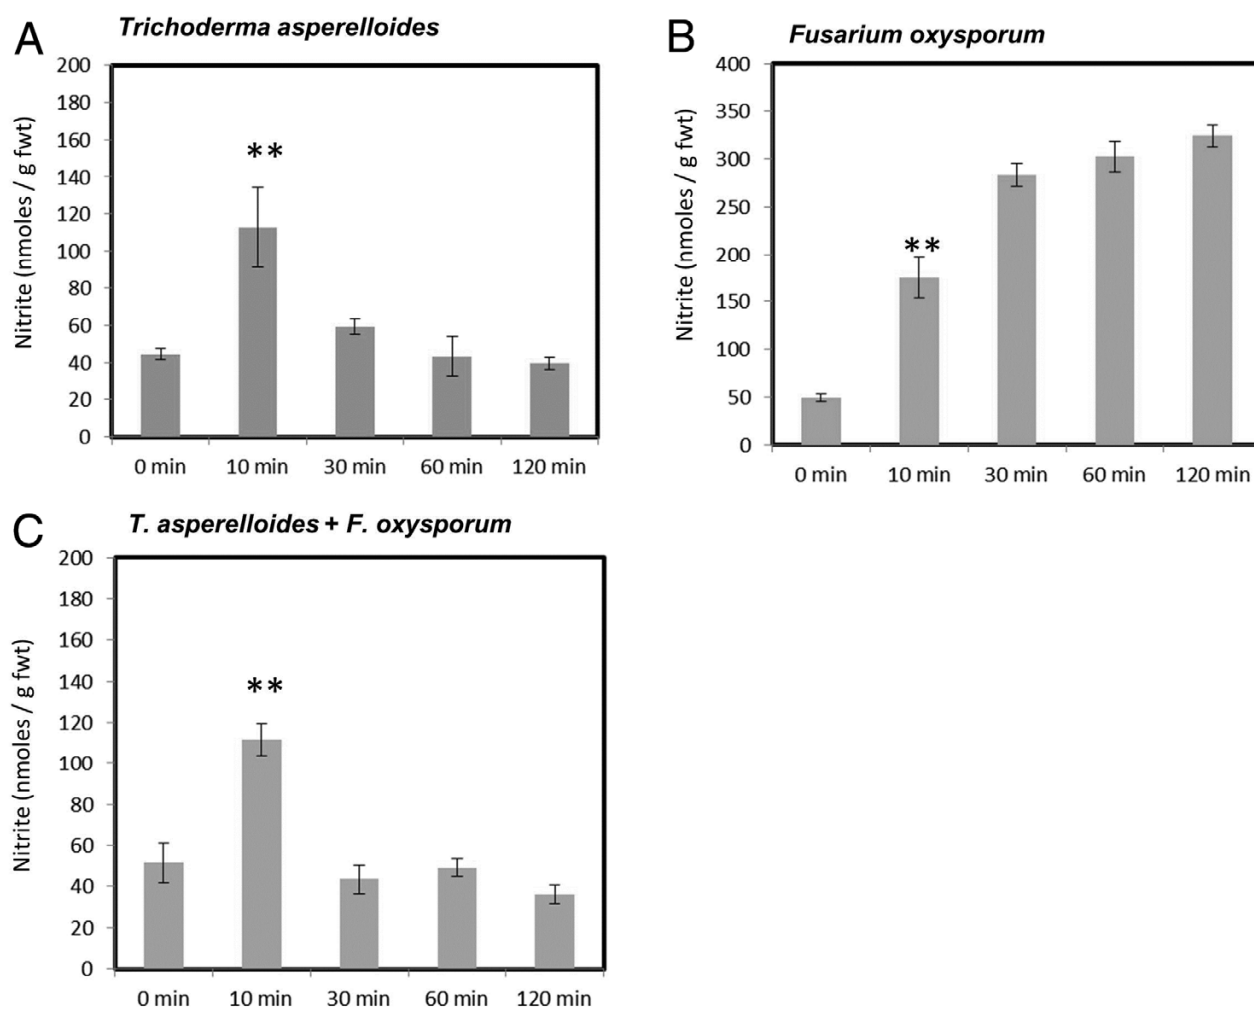 A
Trichoderma asperelloides
Nitrite (nmoles / g fwt)
200
180
160
140
120
100
80
60
40
20
0
**
0 min 10 min 30 min 60 min 120 min
B
Fusarium oxysporum
Nitrite (nmoles / g fwt)
400
350
300
250
200
150
100
50
0
**
0 min 10 min 30 min 60 min 120 min
C
T. asperelloides + F. oxysporum
Nitrite (nmoles / g fwt)
200
180
160
140
120
100
80
60
40
20
0
**
0 min 10 min 30 min 60 min 120 min